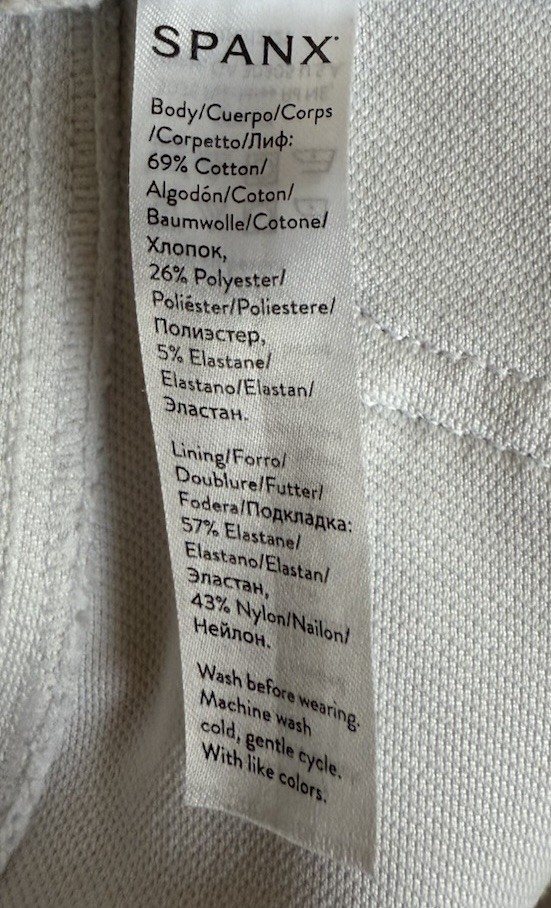 SPANX
Body/Cuerpo/Corps
/Corpetto/Лиф:
69% Cotton/
Algodón/Coton/
Baumwolle/Cotone/
Хлопок,
26% Polyester/
Poliéster/Poliestere/
Полиэстер,
5% Elastane/
Elastano/Elastan/
Эластан.
Lining/Forro/
Doublure/Futter/
Fodera/Подкладка:
57% Elastane/
Elastano/Elastan/
Эластан,
43% Nylon/Nailon/
Нейлон.
Wash before wearing.
Machine wash
cold, gentle cycle.
With like colors.